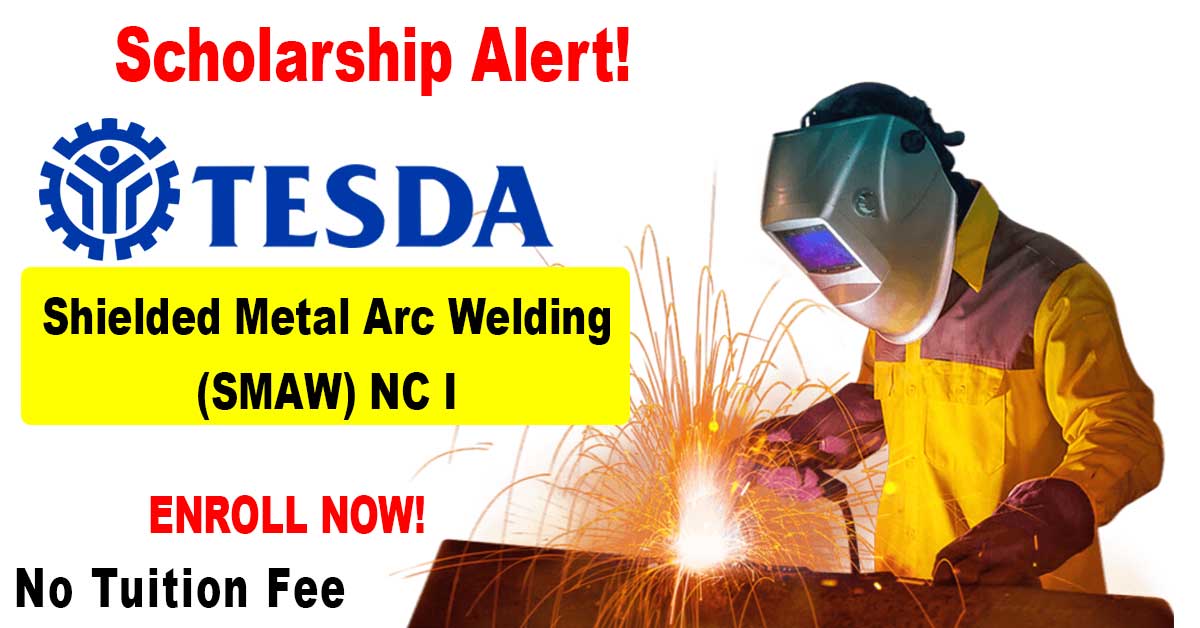 Scholarship Alert!
TESDA
Shielded Metal Arc Welding
(SMAW) NC I
ENROLL NOW!
No Tuition Fee